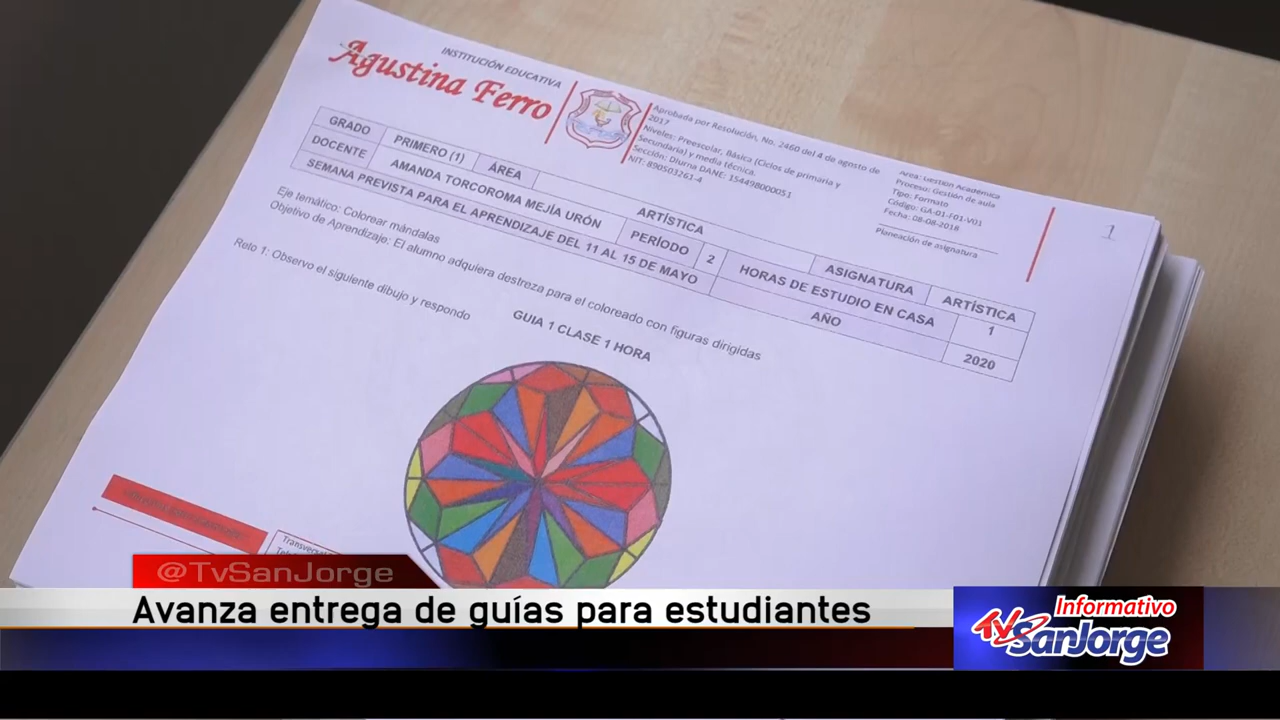 INSTITUCIÓN EDUCATIVA
Agustina Ferro
Aprobada por Resolución, No. 2460 del 4 de agosto de
2017
Niveles: Preescolar, Básica (Ciclos de primaria y
Secundaria) y media técnica.
Sección: Diurna DANE: 154498000051
NIT: 890503261-4
Área: Gestión Académica
Proceso: Gestión de aula
Tipo: Formato
Código: GA-01-F01-V01
Fecha: 08-08-2018
Planeación de asignatura
1
GRADO PRIMERO (1) ÁREA ARTÍSTICA ASIGNATURA ARTÍSTICA
DOCENTE AMANDA TORCOROMA MEJÍA URÓN PERÍODO 2 HORAS DE ESTUDIO EN CASA 1
SEMANA PREVISTA PARA EL APRENDIZAJE DEL 11 AL 15 DE MAYO AÑO 2020
Eje temático: Colorear mándalas
Objetivo de Aprendizaje: El alumno adquiera destreza para el coloreado con figuras dirigidas
GUIA 1 CLASE 1 HORA
Reto 1: Observo el siguiente dibujo y respondo
@TvSanJorge
Avanza entrega de guías para estudiantes
Informativo
Tv SanJorge